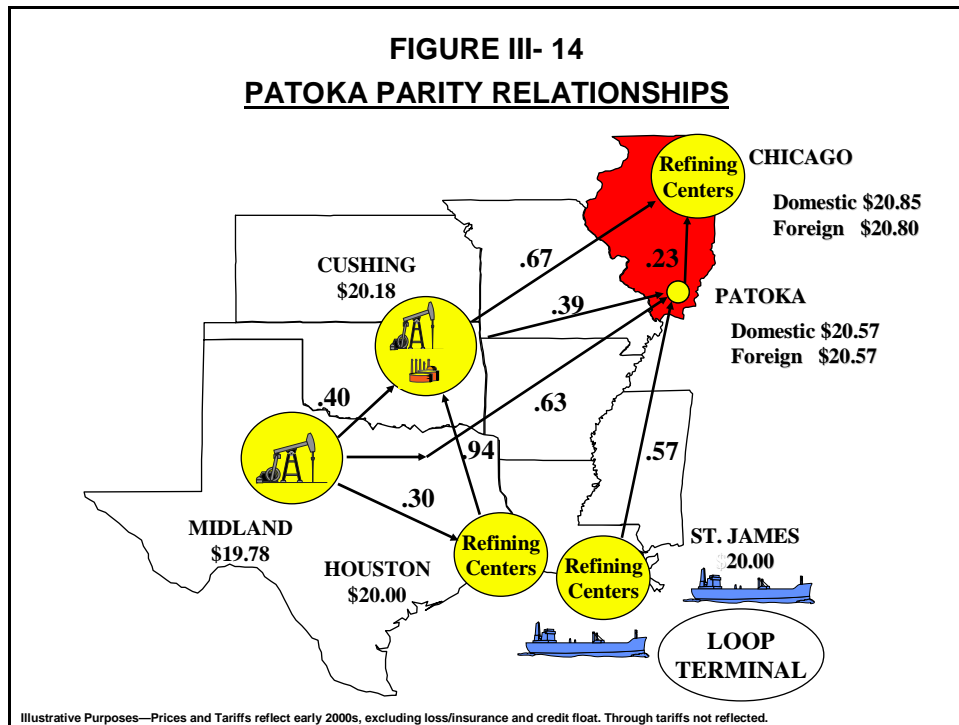 FIGURE III- 14
PATOKA PARITY RELATIONSHIPS
Refining
Centers
CHICAGO
Domestic $20.85
Foreign $20.80
.67
.23
CUSHING
$20.18
.39
PATOKA
Domestic $20.57
Foreign $20.57
.40
.63
.94
.57
.30
MIDLAND
$19.78
HOUSTON
$20.00
Refining
Centers
Refining
Centers
ST. JAMES
$20.00
LOOP
TERMINAL
Illustrative Purposes—Prices and Tariffs reflect early 2000s, excluding loss/insurance and credit float. Through tariffs not reflected.